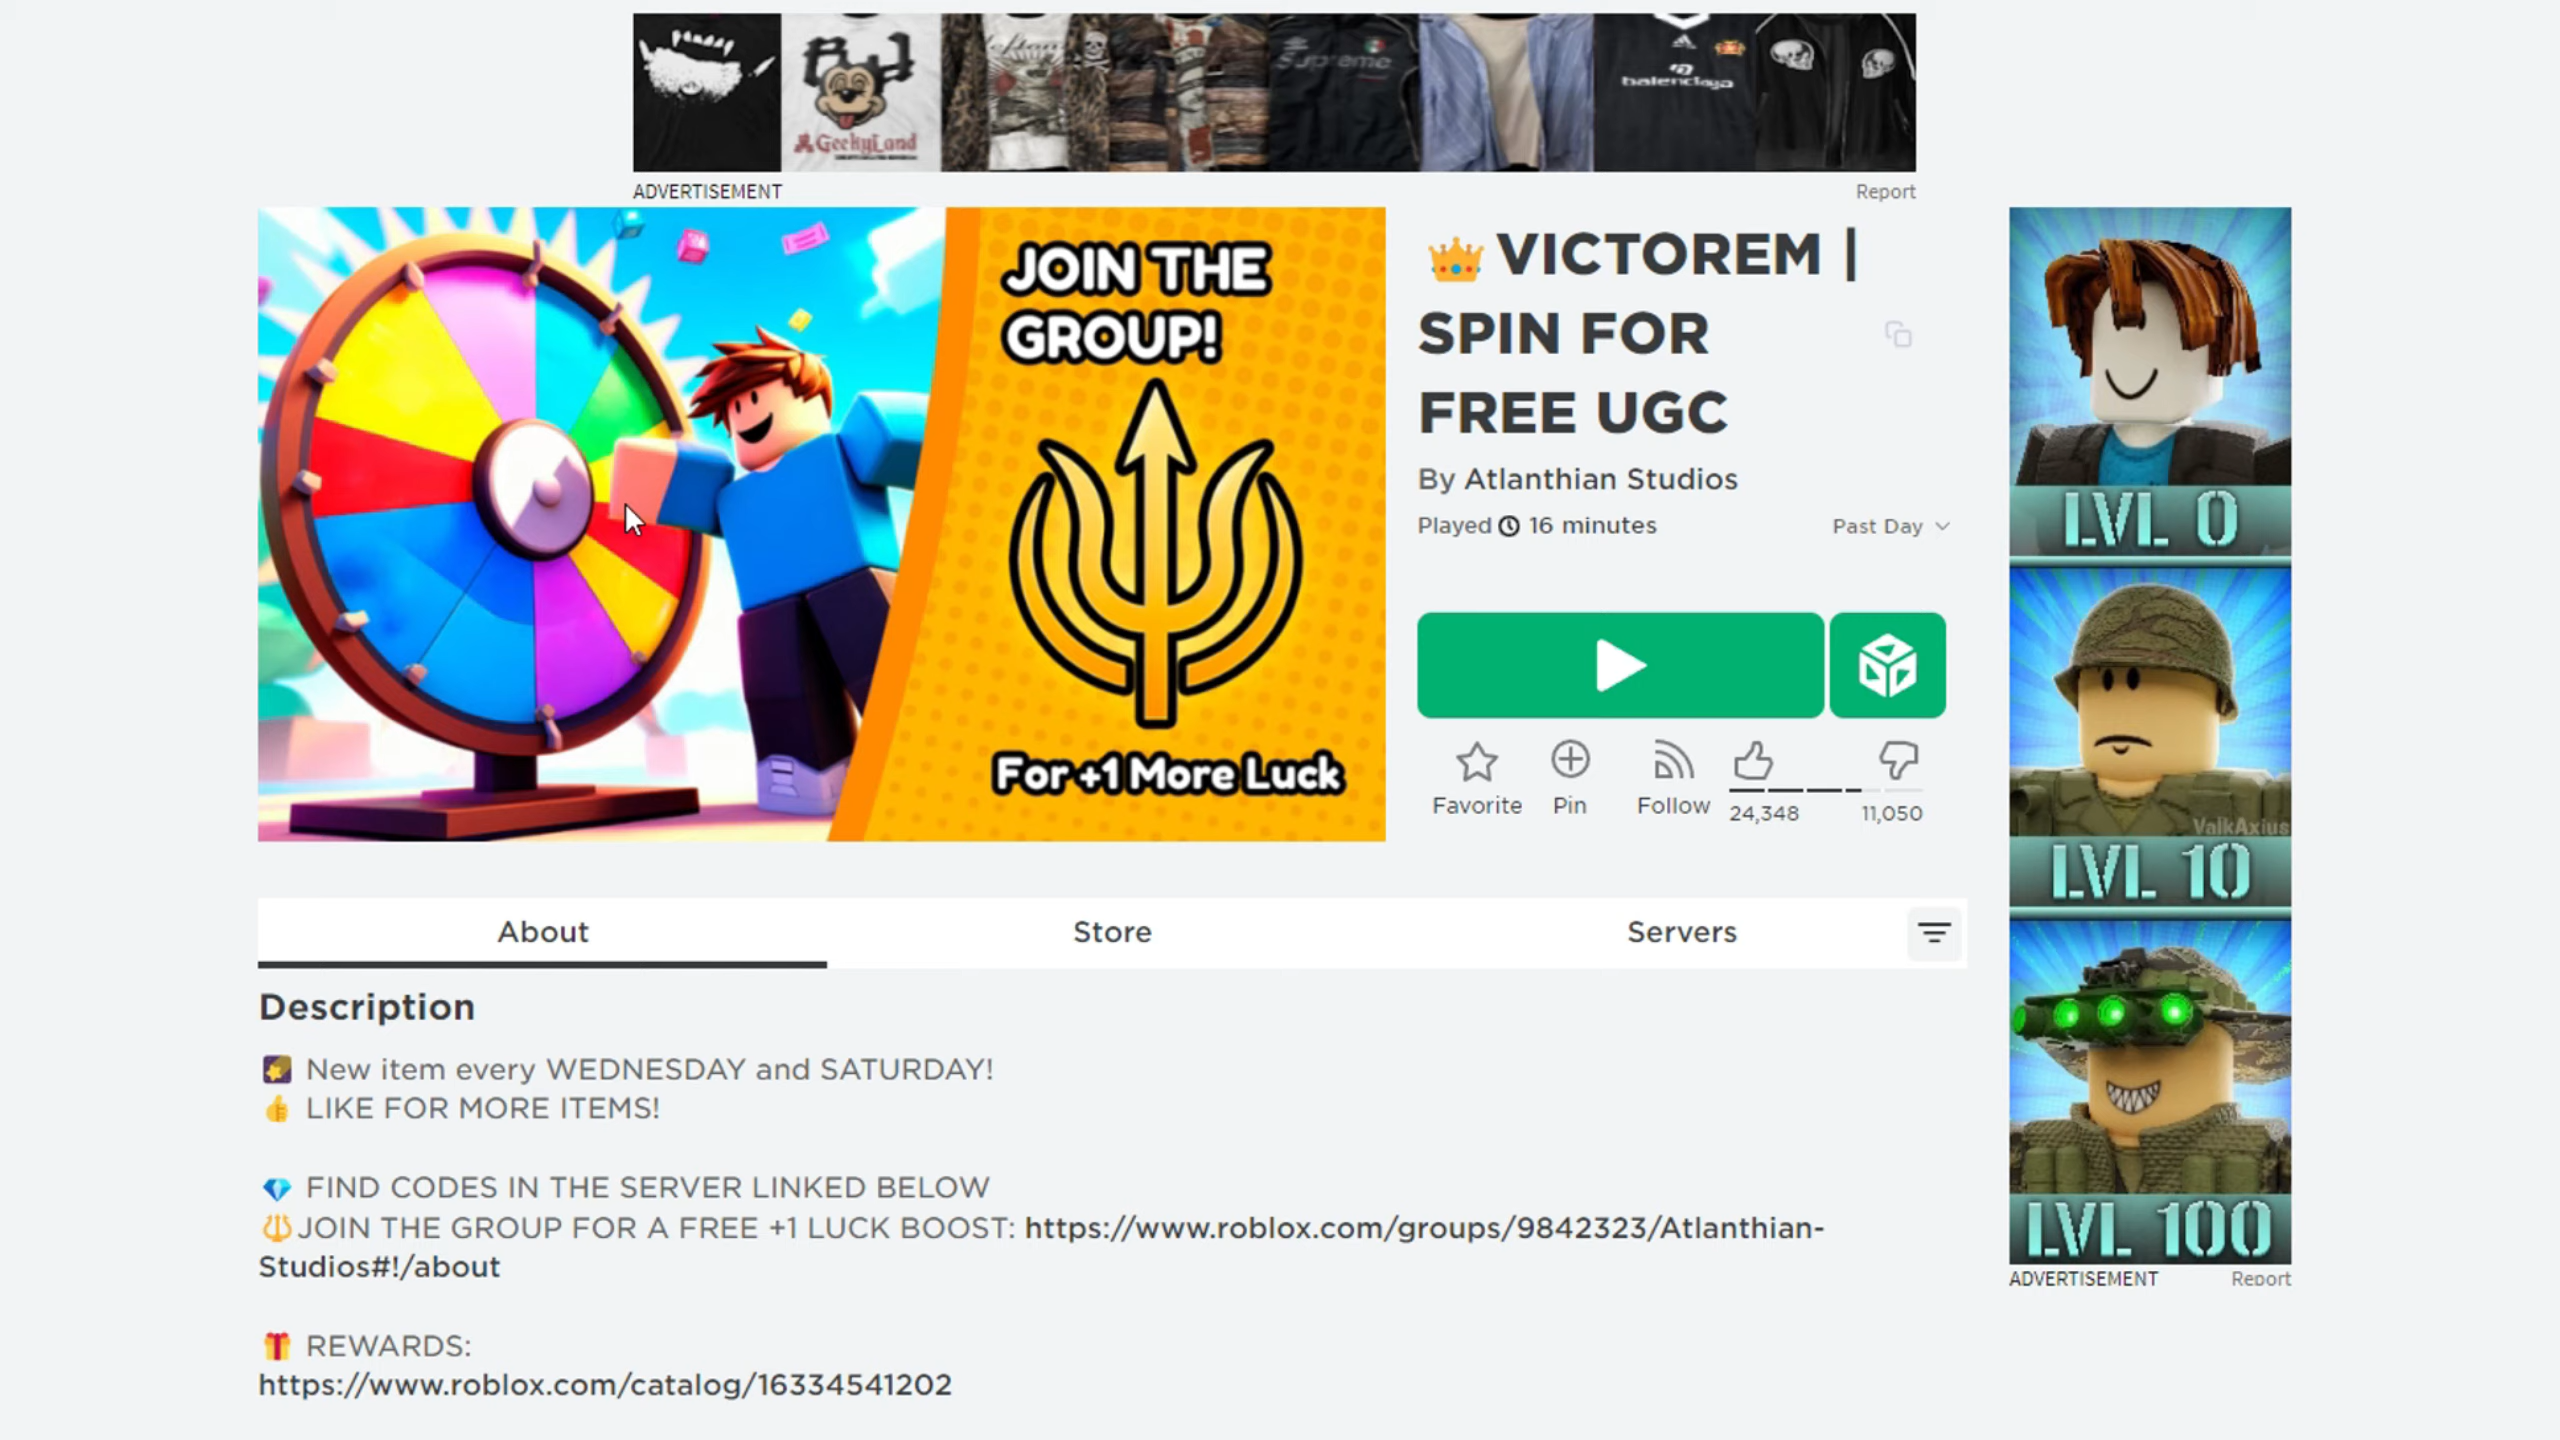 GeekyLand
Supreme
balenciaga
ADVERTISEMENT
Report
JOIN THE
GROUP!
For +1 More Luck
VICTOREM |
SPIN FOR
FREE UGC
By Atlanthian Studios
Played 16 minutes
Past Day
Favorite
Pin
Follow
24,348
11,050
LVL 0
ValkAxius
LVL 10
LVL 100
ADVERTISEMENT
Report
About
Store
Servers
Description
New item every WEDNESDAY and SATURDAY!
LIKE FOR MORE ITEMS!
FIND CODES IN THE SERVER LINKED BELOW
JOIN THE GROUP FOR A FREE +1 LUCK BOOST: https://www.roblox.com/groups/9842323/Atlanthian-
Studios#!/about
REWARDS:
https://www.roblox.com/catalog/16334541202